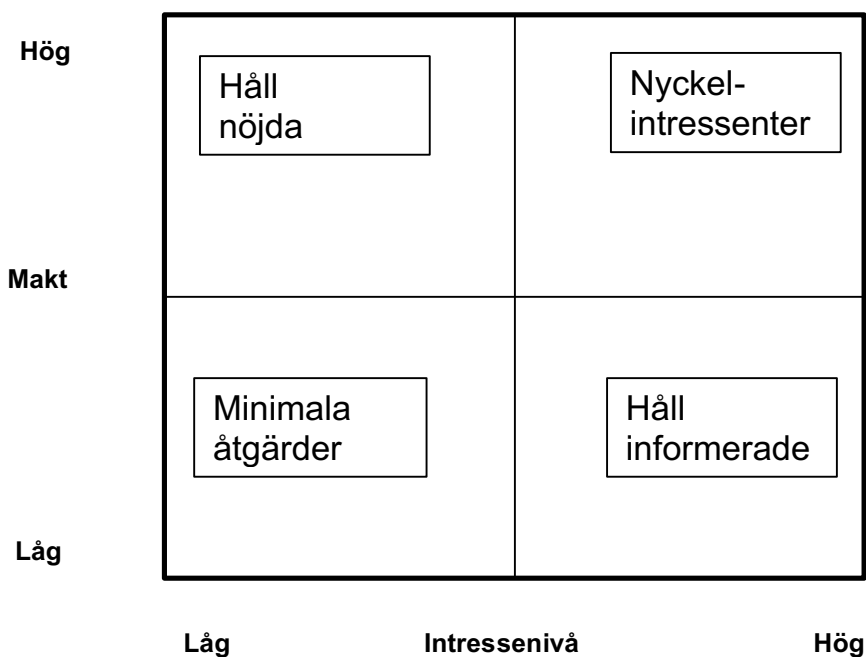 Hög
Håll
nöjda
Nyckel-
intressenter
Makt
Minimala
åtgärder
Håll
informerade
Låg
Låg Intressenivå Hög